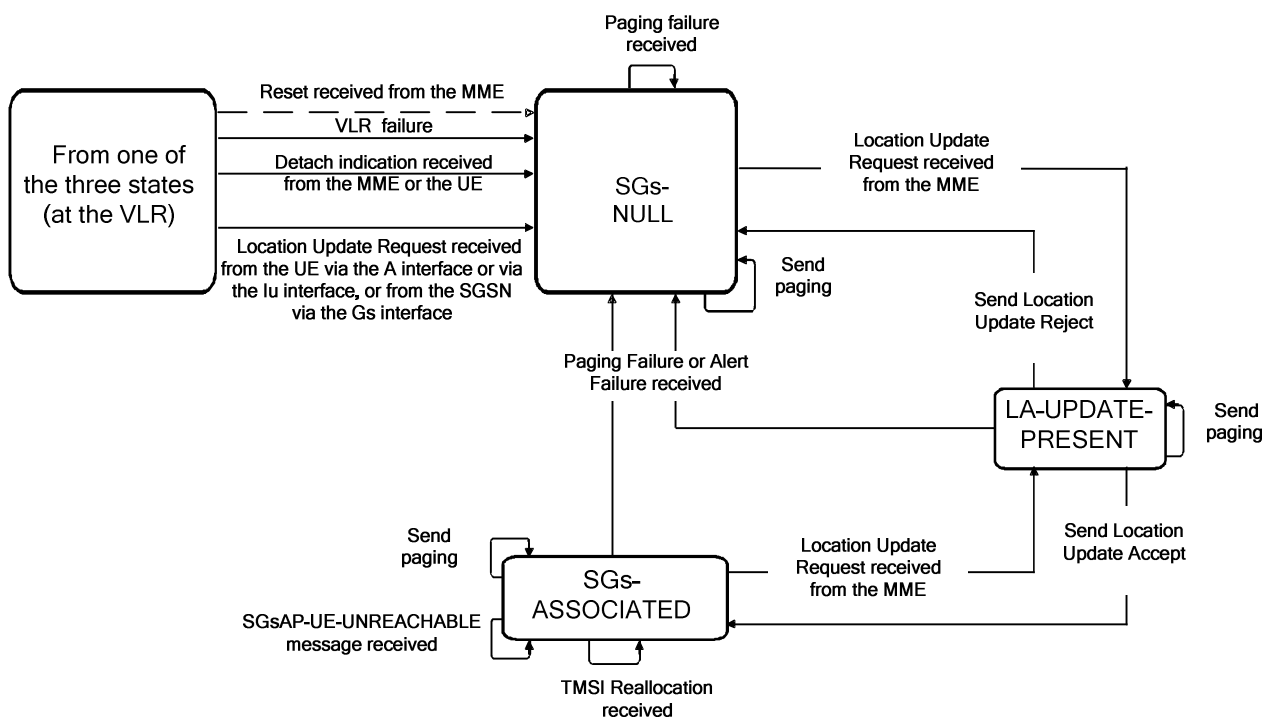 Paging failure
received
Reset received from the MME
VLR failure
Detach indication received
from the MME or the UE
From one of
the three states
(at the VLR)
Location Update Request received
from the UE via the A interface or via
the Iu interface, or from the SGSN
via the Gs interface
SGs-
NULL
Location Update
Request received
from the MME
Send
paging
Send Location
Update Reject
Paging Failure or Alert
Failure received
LA-UPDATE-
PRESENT
Send
paging
Send Location
Update Accept
Send
paging
Location Update
Request received
from the MME
SGs-
ASSOCIATED
SGsAP-UE-UNREACHABLE
message received
TMSI Reallocation
received